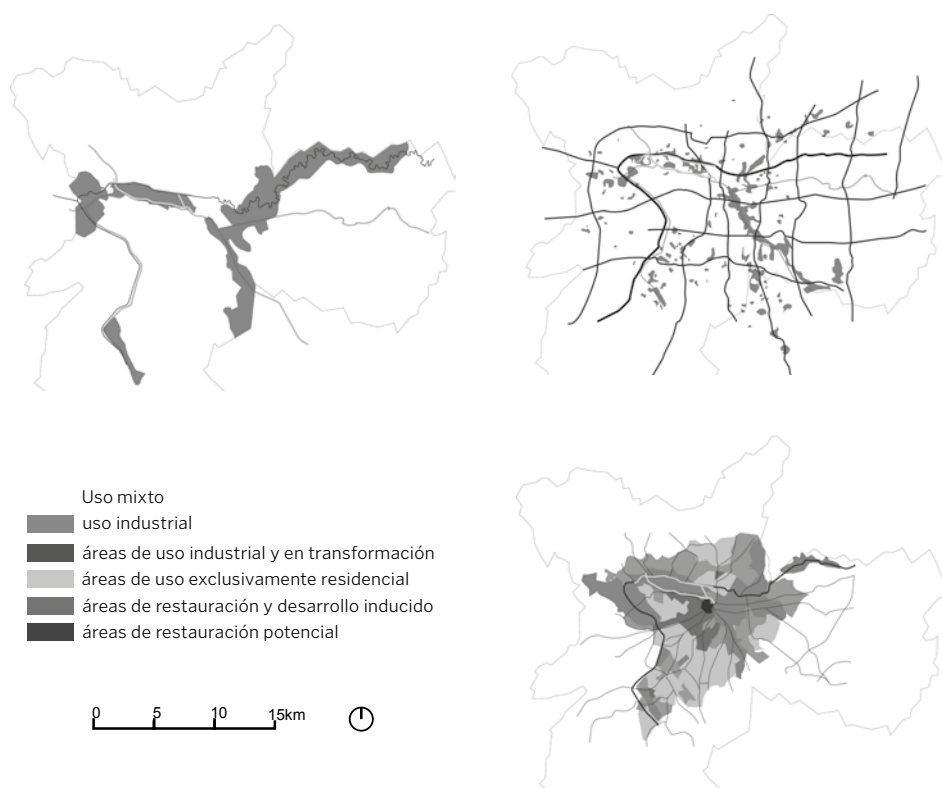 Uso mixto
uso industrial
áreas de uso industrial y en transformación
áreas de uso exclusivamente residencial
áreas de restauración y desarrollo inducido
áreas de restauración potencial
0 5 10 15km